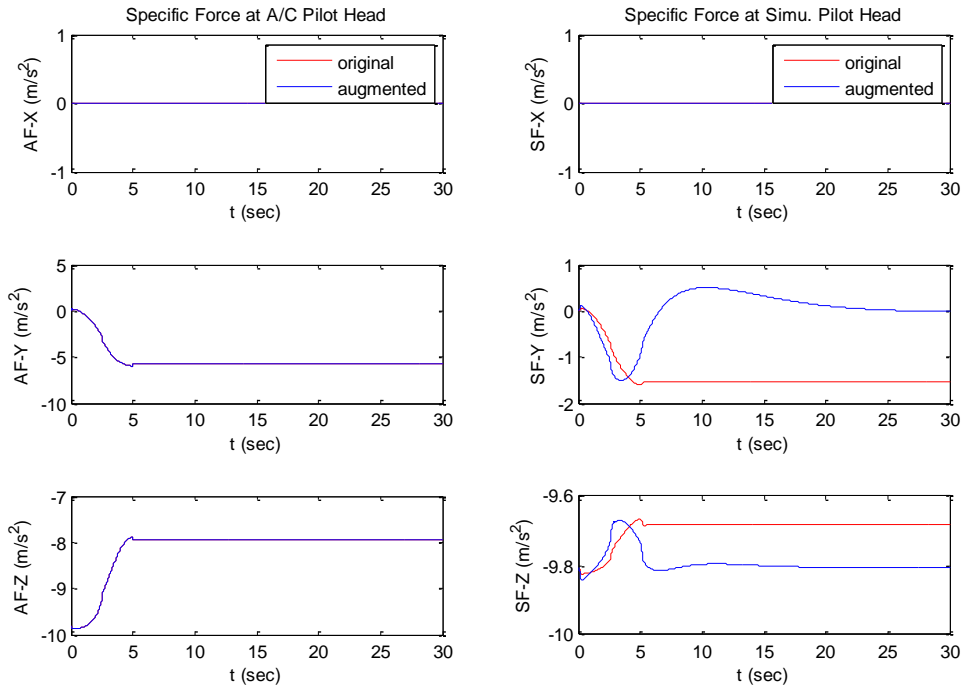 Specific Force at A/C Pilot Head
1
0
-1
AF-X (m/s²)
original
augmented
0 5 10 15 20 25 30
t (sec)
5
0
-5
-10
AF-Y (m/s²)
0 5 10 15 20 25 30
t (sec)
-7
-8
-9
-10
AF-Z (m/s²)
0 5 10 15 20 25 30
t (sec)
Specific Force at Simu. Pilot Head
1
0
-1
SF-X (m/s²)
original
augmented
0 5 10 15 20 25 30
t (sec)
1
0
-1
-2
SF-Y (m/s²)
0 5 10 15 20 25 30
t (sec)
-9.6
-9.8
-10
SF-Z (m/s²)
0 5 10 15 20 25 30
t (sec)